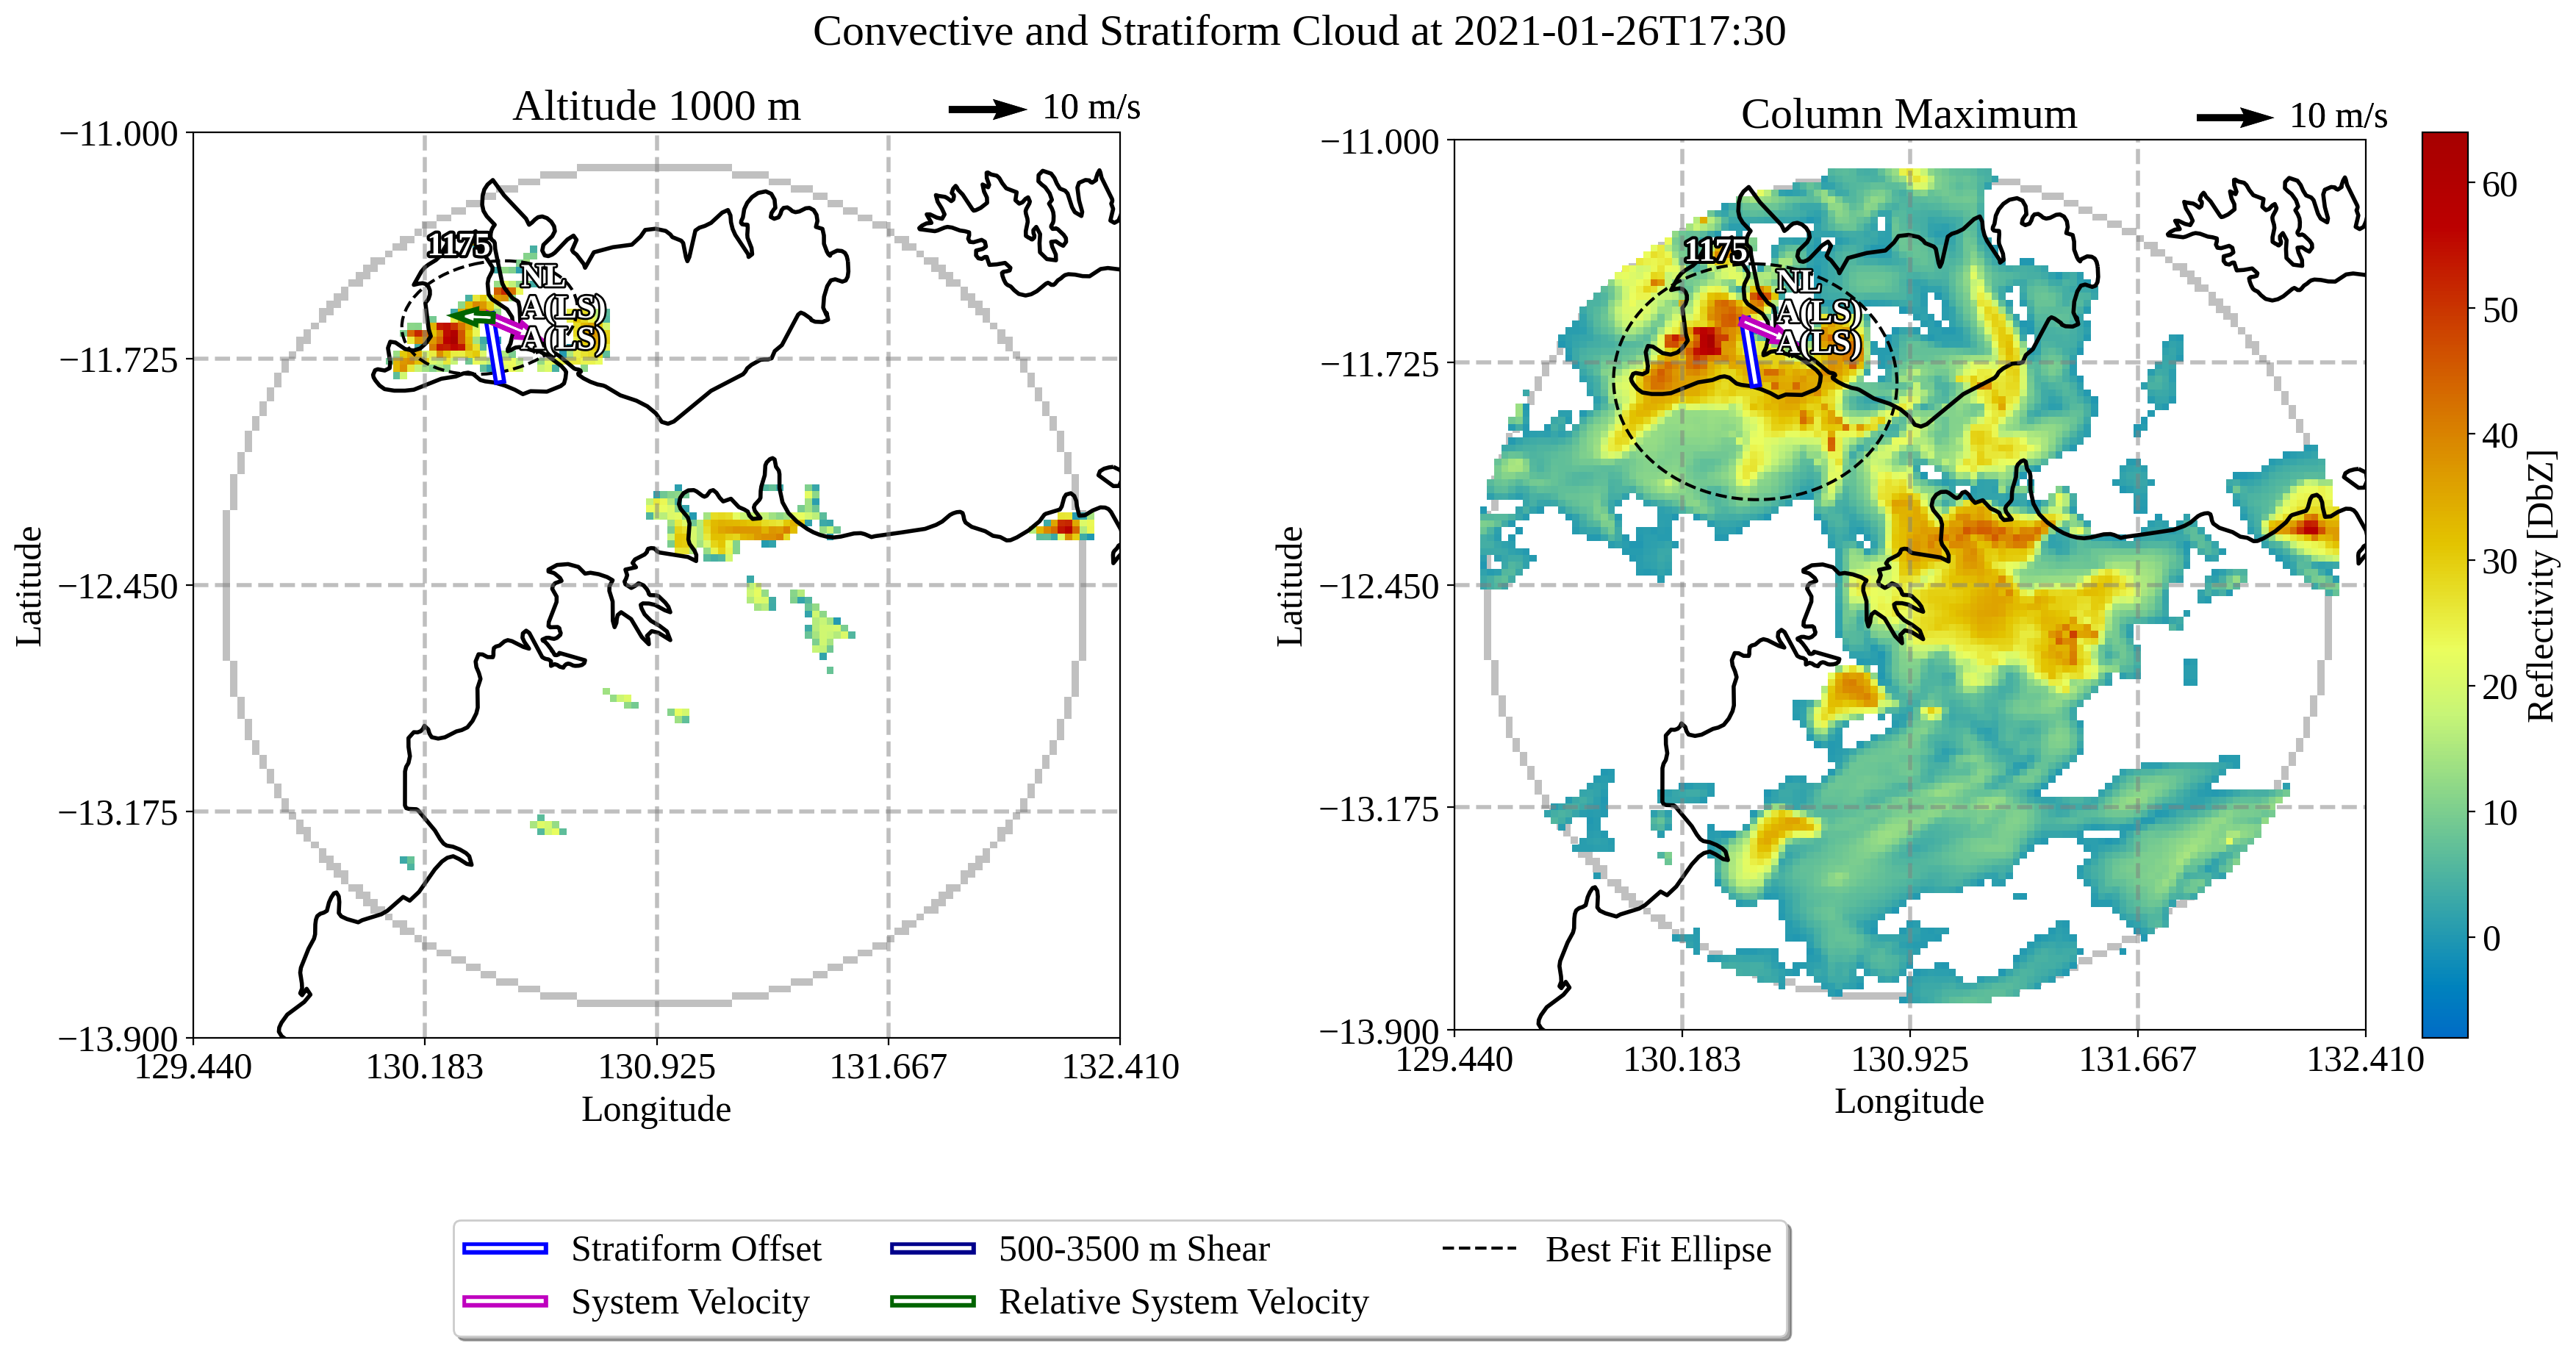 Convective and Stratiform Cloud at 2021-01-26T17:30
Altitude 1000 m
10 m/s
−11.000
−11.725
−12.450
−13.175
−13.900
Latitude
129.440
130.183
130.925
131.667
132.410
Longitude
1175
NL
A(LS)
A(LS)
Column Maximum
10 m/s
−11.000
−11.725
−12.450
−13.175
−13.900
Latitude
129.440
130.183
130.925
131.667
132.410
Longitude
1175
NL
A(LS)
A(LS)
60
50
40
30
20
10
0
Reflectivity [DbZ]
Stratiform Offset
System Velocity
500-3500 m Shear
Relative System Velocity
Best Fit Ellipse